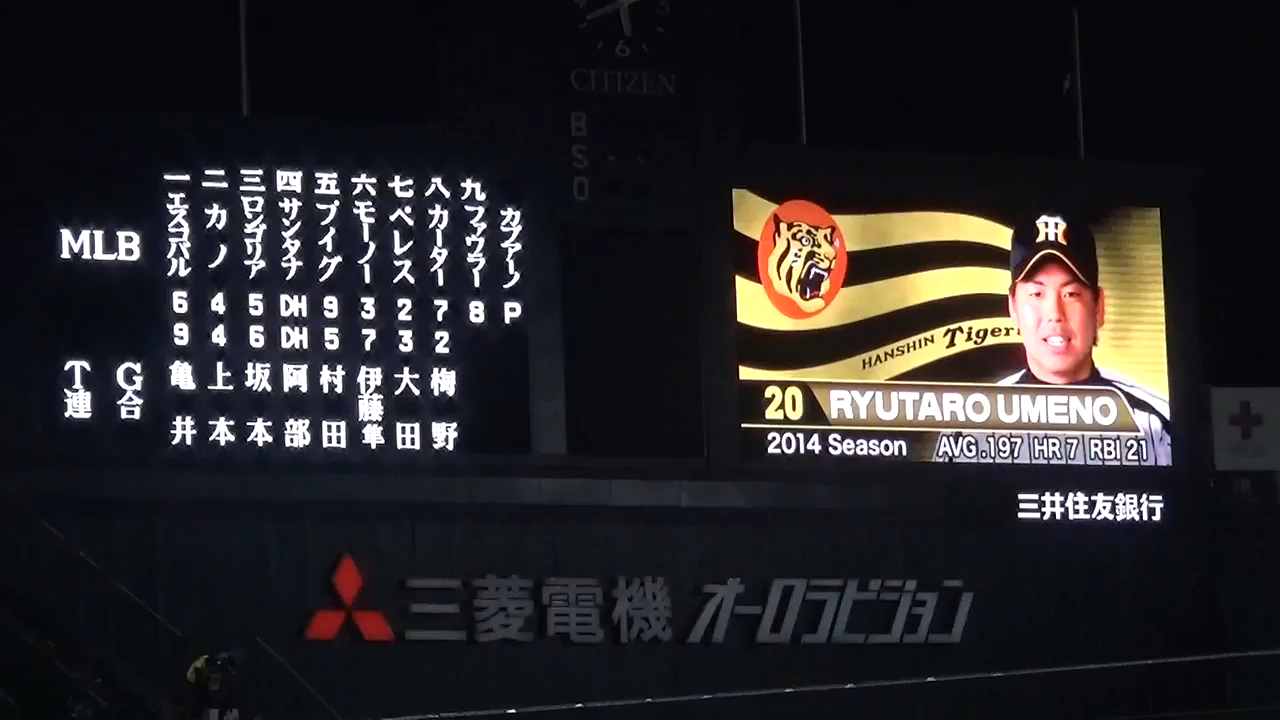 6
CITIZEN
B
S
O
一 二 三 四 五 六 七 八 九
MLB
エスコバル カノ ロンゴリア サンタナ プイグ モーノー ペレス カーター ファウラー カプアーノ
6 4 5 DH 9 3 2 7 8 P
9 4 6 DH 5 7 3 2
TG
連合
亀井 上本 坂本 阿部 村田 伊藤隼 大田 梅野
HANSHIN Tigers
20 RYUTARO UMENO
2014 Season AVG .197 HR 7 RBI 21
三井住友銀行
三菱電機 オーロラビジョン